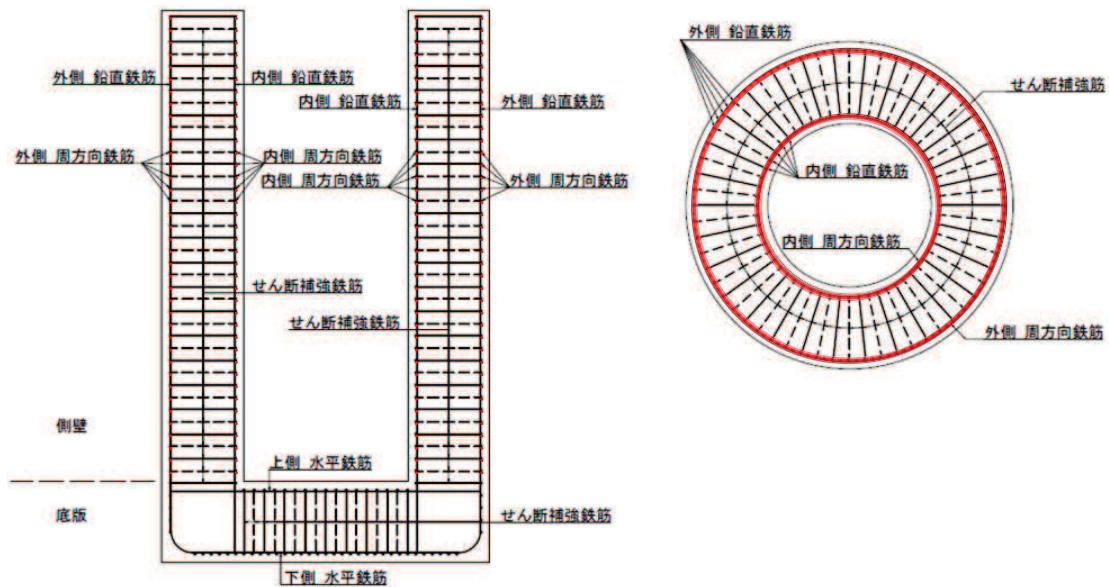 外側 鉛直鉄筋
内側 鉛直鉄筋
内側 鉛直鉄筋
外側 鉛直鉄筋
外側 周方向鉄筋
内側 周方向鉄筋
内側 周方向鉄筋
外側 周方向鉄筋
せん断補強鉄筋
せん断補強鉄筋
側壁
上側 水平鉄筋
底版
せん断補強鉄筋
下側 水平鉄筋
外側 鉛直鉄筋
せん断補強筋
内側 鉛直鉄筋
内側 周方向鉄筋
外側 周方向鉄筋